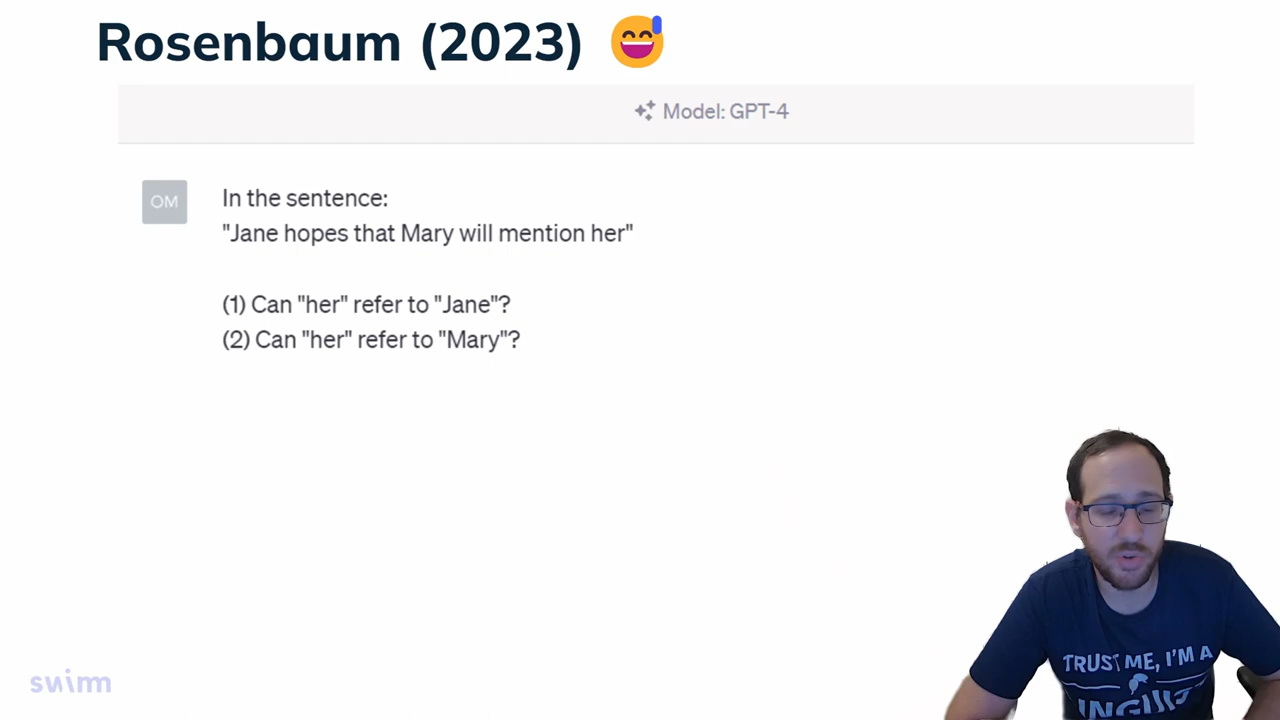 Rosenbaum (2023)
Model: GPT-4
OM
In the sentence:
"Jane hopes that Mary will mention her"
(1) Can "her" refer to "Jane"?
(2) Can "her" refer to "Mary"?
swimm
TRUST ME, I'M A